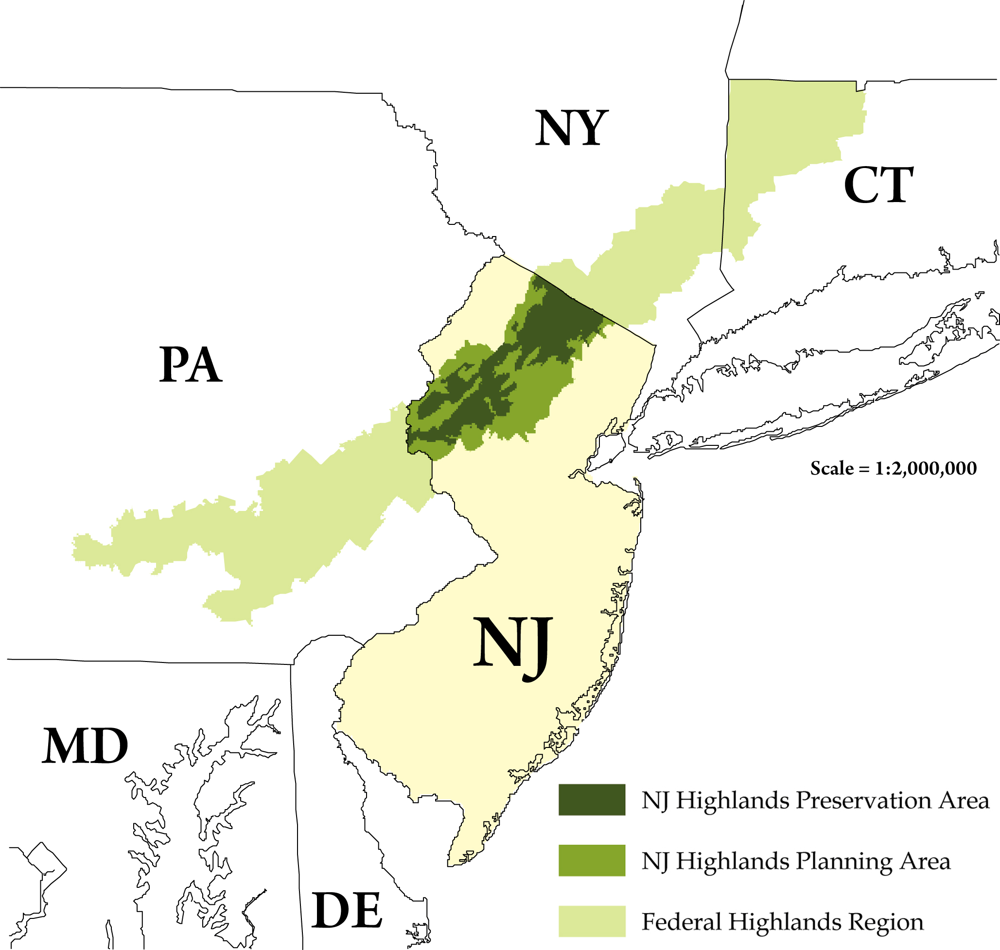 NY
CT
PA
Scale = 1:2,000,000
NJ
MD
DE
NJ Highlands Preservation Area
NJ Highlands Planning Area
Federal Highlands Region